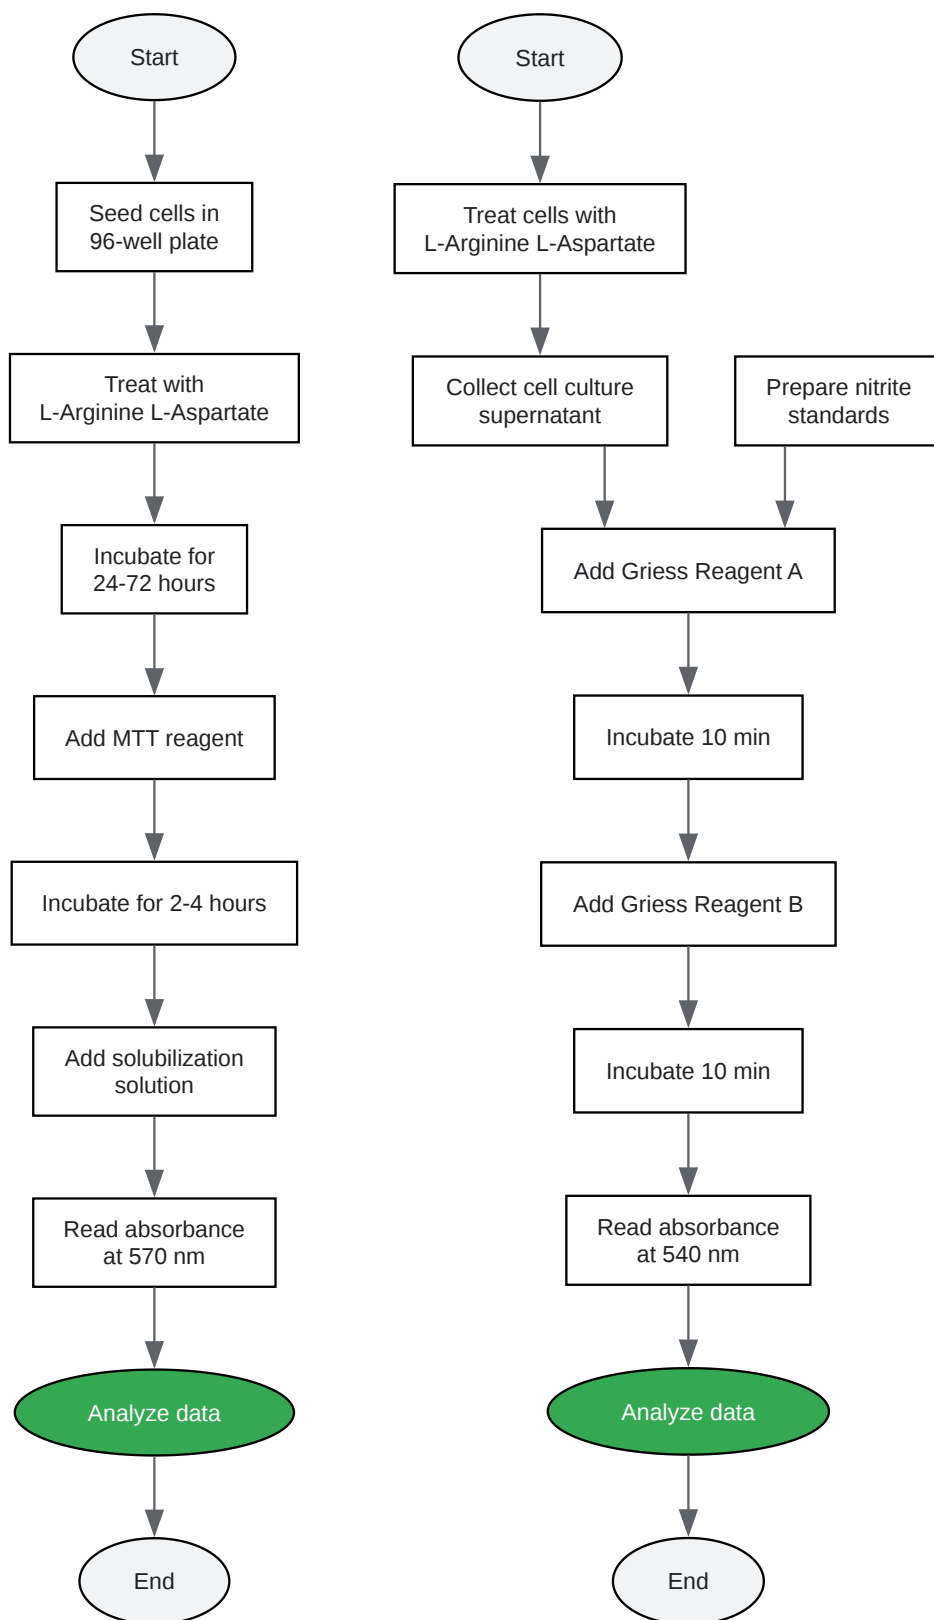 Start
Seed cells in
96-well plate
Treat with
L-Arginine L-Aspartate
Incubate for
24-72 hours
Add MTT reagent
Incubate for 2-4 hours
Add solubilization
solution
Read absorbance
at 570 nm
Analyze data
End
Start
Treat cells with
L-Arginine L-Aspartate
Collect cell culture
supernatant
Prepare nitrite
standards
Add Griess Reagent A
Incubate 10 min
Add Griess Reagent B
Incubate 10 min
Read absorbance
at 540 nm
Analyze data
End